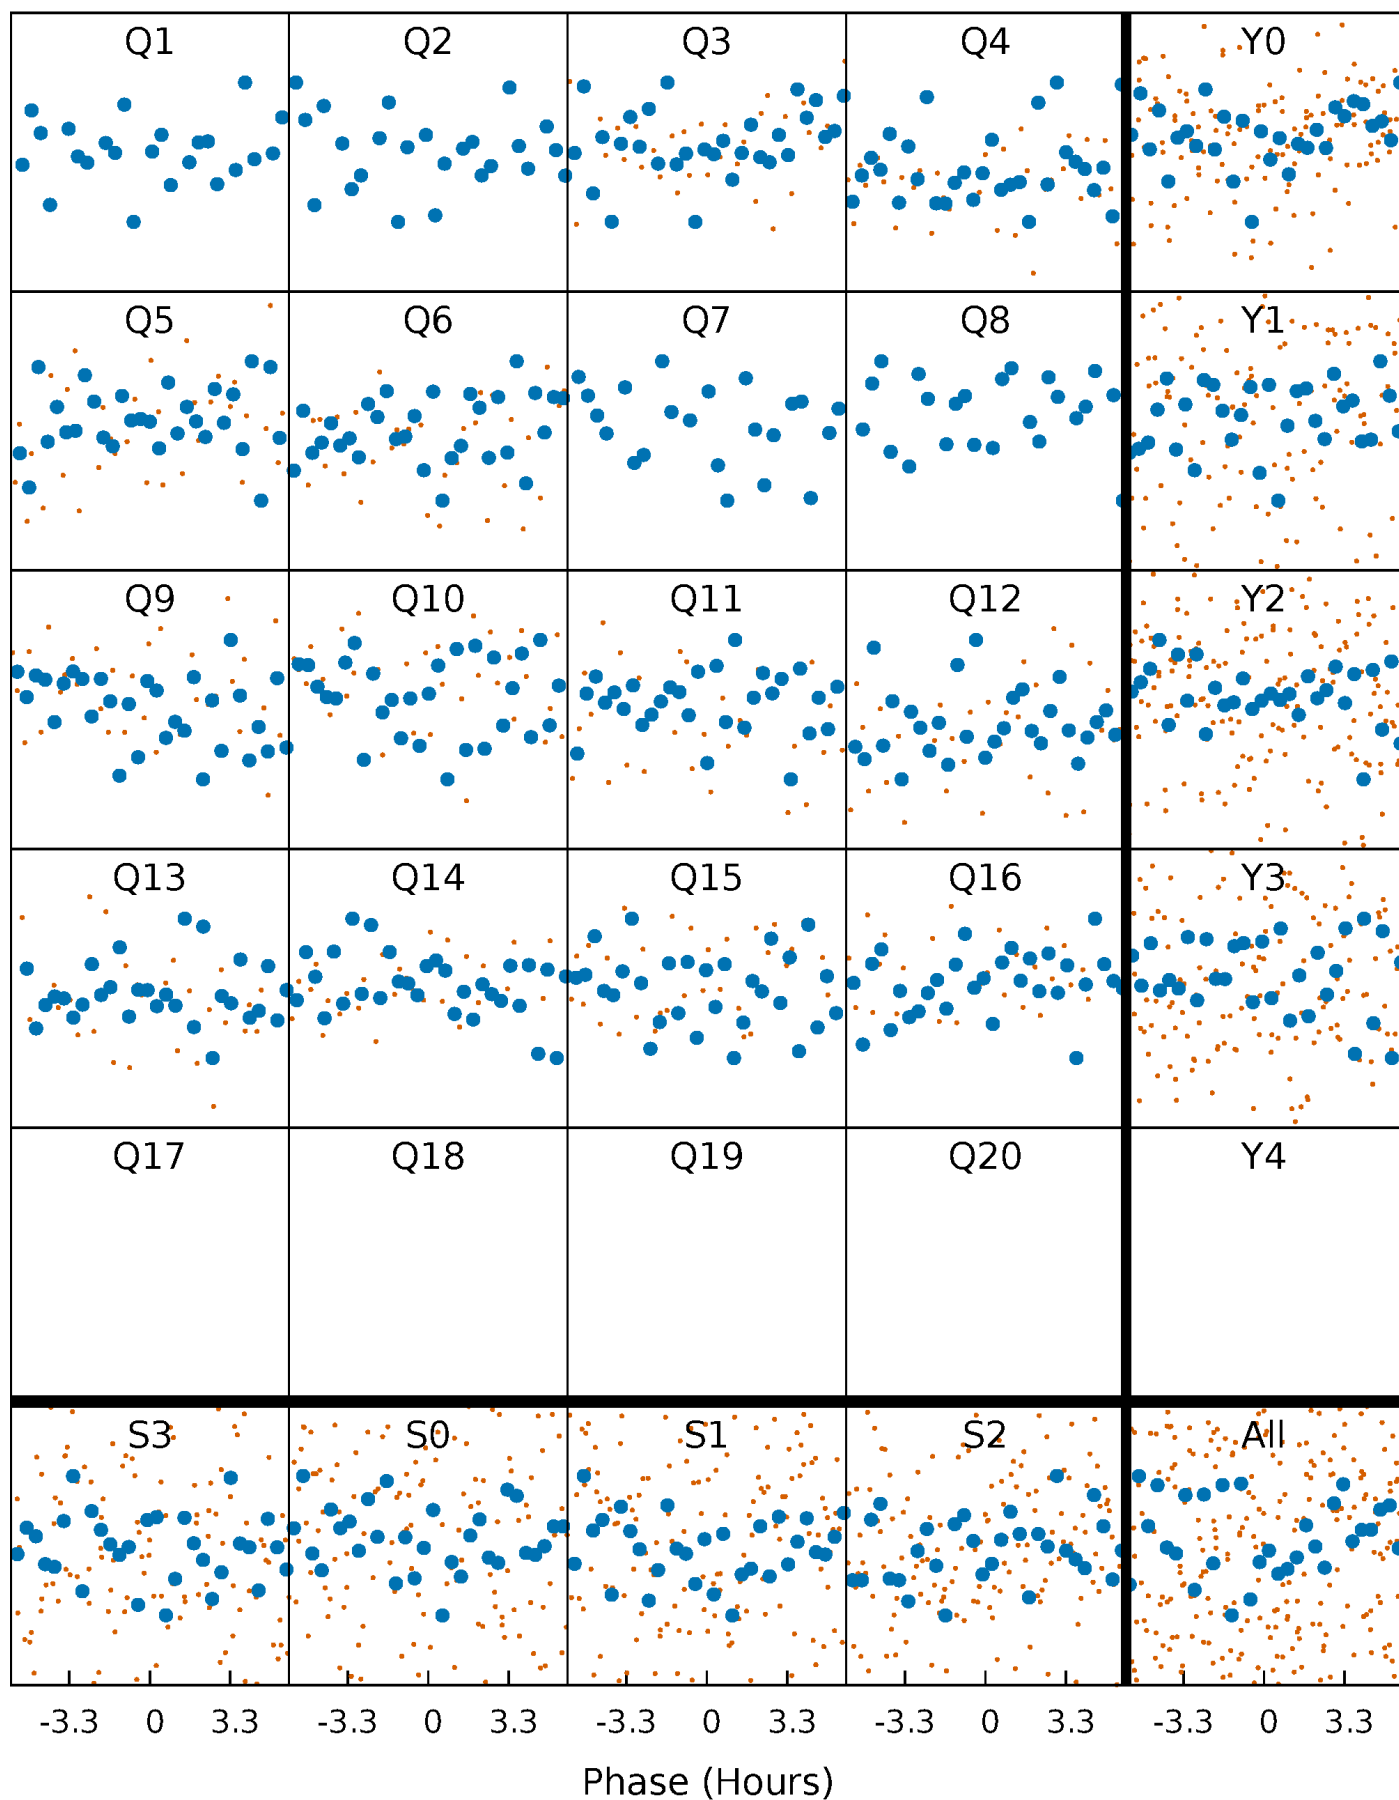 Q1 Q2 Q3 Q4 Y0
Q5 Q6 Q7 Q8 Y1
Q9 Q10 Q11 Q12 Y2
Q13 Q14 Q15 Q16 Y3
Q17 Q18 Q19 Q20 Y4
S3 S0 S1 S2 All
-3.3 0 3.3 -3.3 0 3.3 -3.3 0 3.3 -3.3 0 3.3 -3.3 0 3.3
Phase (Hours)